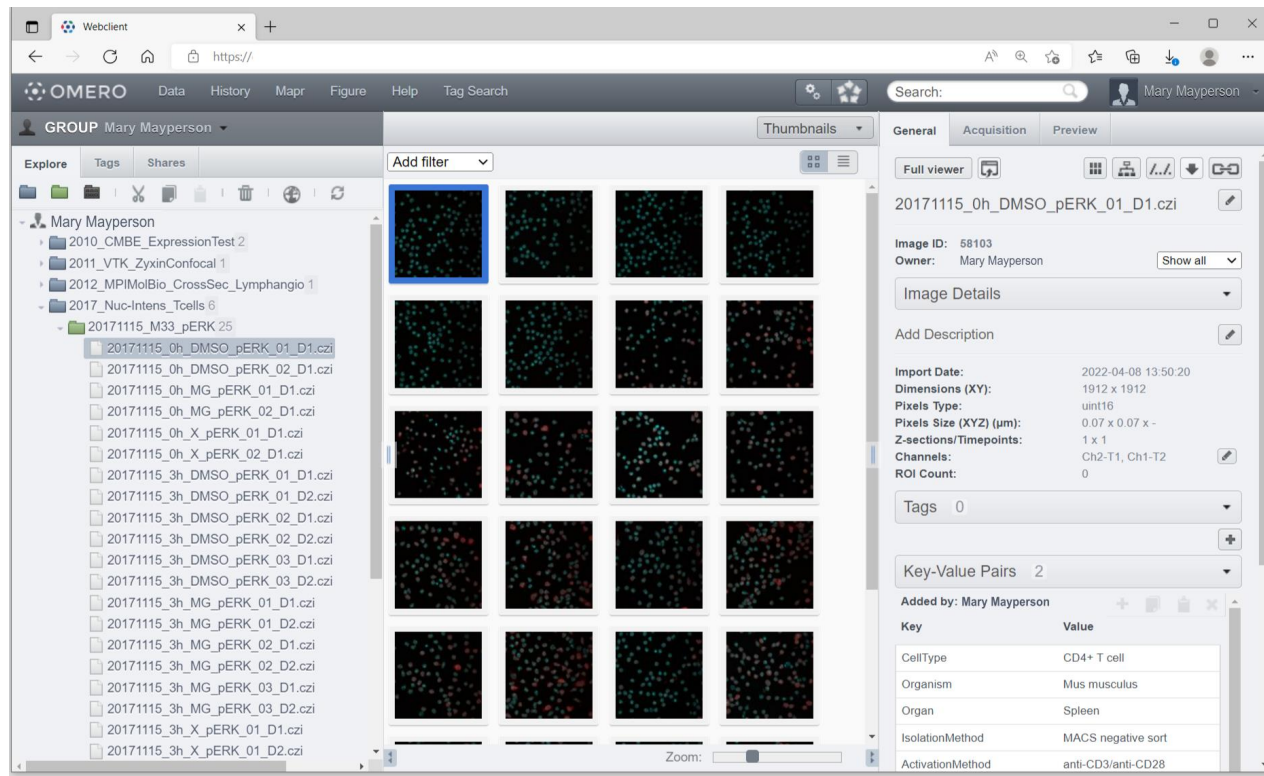 Webclient
https://
OMERO Data History Mapr Figure Help Tag Search Search: Mary Mayperson
GROUP Mary Mayperson
Explore Tags Shares
Mary Mayperson
2010_CMBE_ExpressionTest 2
2011_VTK_ZyxinConfocal 1
2012_MPIMolBio_CrossSec_Lymphangio 1
2017_Nuc-Intens_Tcells 6
20171115_M33_pERK 25
20171115_0h_DMSO_pERK_01_D1.czi
20171115_0h_DMSO_pERK_02_D1.czi
20171115_0h_MG_pERK_01_D1.czi
20171115_0h_MG_pERK_02_D1.czi
20171115_0h_X_pERK_01_D1.czi
20171115_0h_X_pERK_02_D1.czi
20171115_3h_DMSO_pERK_01_D1.czi
20171115_3h_DMSO_pERK_01_D2.czi
20171115_3h_DMSO_pERK_02_D1.czi
20171115_3h_DMSO_pERK_02_D2.czi
20171115_3h_DMSO_pERK_03_D1.czi
20171115_3h_DMSO_pERK_03_D2.czi
20171115_3h_MG_pERK_01_D1.czi
20171115_3h_MG_pERK_01_D2.czi
20171115_3h_MG_pERK_02_D1.czi
20171115_3h_MG_pERK_02_D2.czi
20171115_3h_MG_pERK_03_D1.czi
20171115_3h_MG_pERK_03_D2.czi
20171115_3h_X_pERK_01_D1.czi
20171115_3h_X_pERK_01_D2.czi
Thumbnails
Add filter
Zoom:
General Acquisition Preview
Full viewer
20171115_0h_DMSO_pERK_01_D1.czi
Image ID: 58103
Owner: Mary Mayperson Show all
Image Details
Add Description
Import Date: 2022-04-08 13:50:20
Dimensions (XY): 1912 x 1912
Pixels Type: uint16
Pixels Size (XYZ) (µm): 0.07 x 0.07 x -
Z-sections/Timepoints: 1 x 1
Channels: Ch2-T1, Ch1-T2
ROI Count: 0
Tags 0
Key-Value Pairs 2
Added by: Mary Mayperson
Key Value
CellType CD4+ T cell
Organism Mus musculus
Organ Spleen
IsolationMethod MACS negative sort
ActivationMethod anti-CD3/anti-CD28